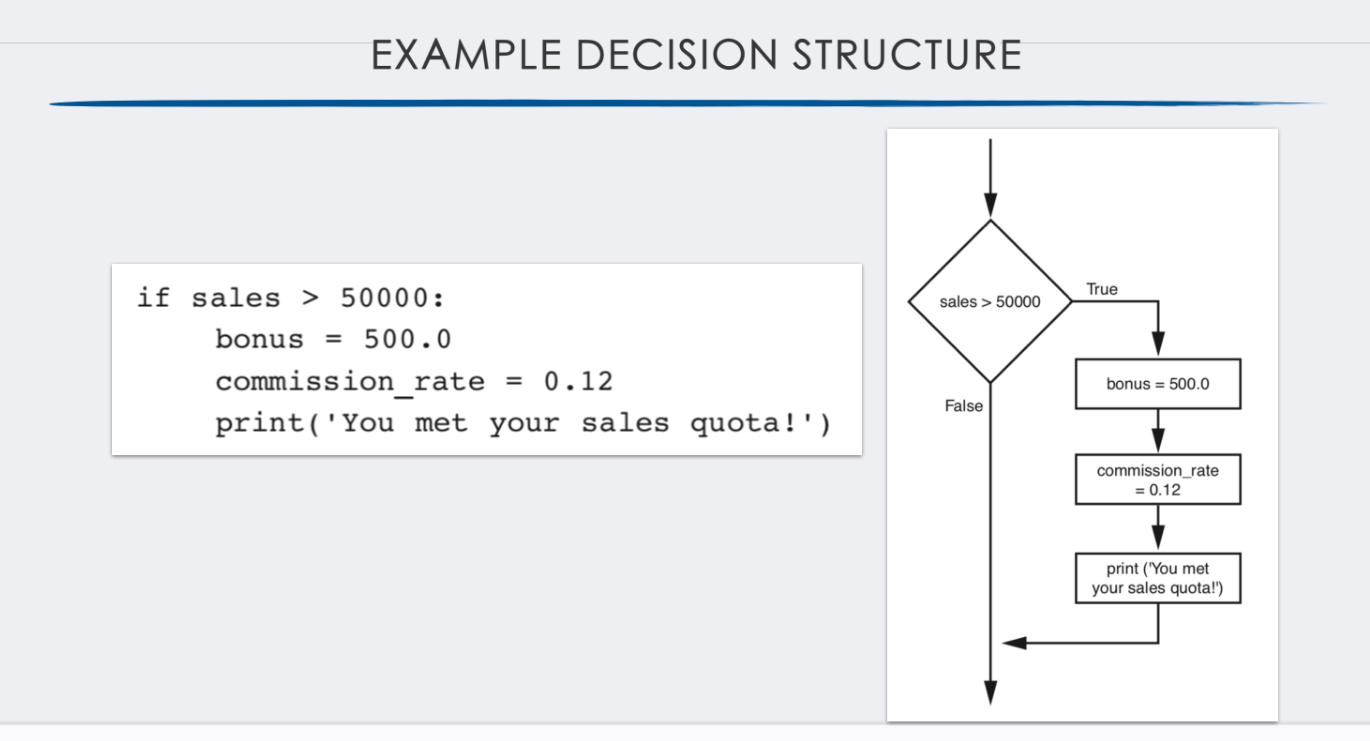 EXAMPLE DECISION STRUCTURE
if sales > 50000:
    bonus = 500.0
    commission_rate = 0.12
    print('You met your sales quota!')
sales > 50000
True
False
bonus = 500.0
commission_rate
= 0.12
print ('You met
your sales quota!')